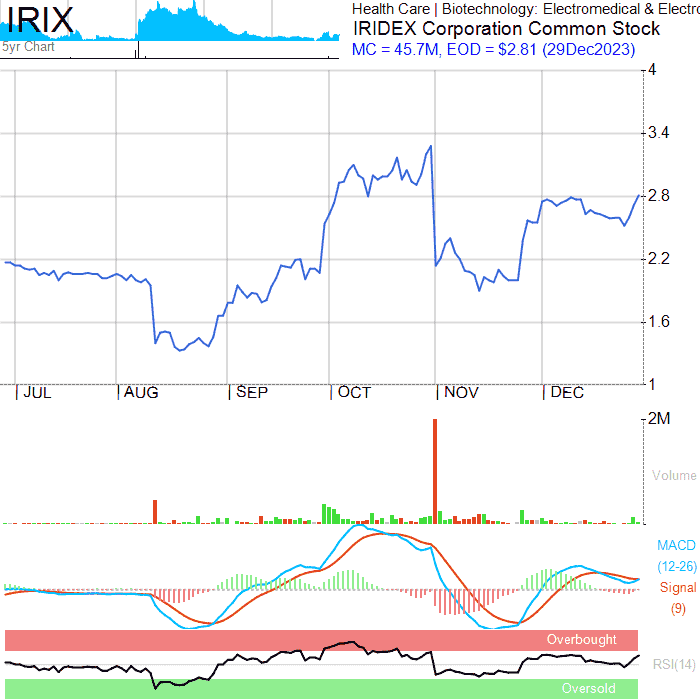 IRIX
5yr Chart
Health Care | Biotechnology: Electromedical & Electro
IRIDEX Corporation Common Stock
MC = 45.7M, EOD = $2.81 (29Dec2023)
4
3.4
2.8
2.2
1.6
1
JUL AUG SEP OCT NOV DEC
2M
Volume
MACD
(12-26)
Signal
(9)
Overbought
RSI(14)
Oversold